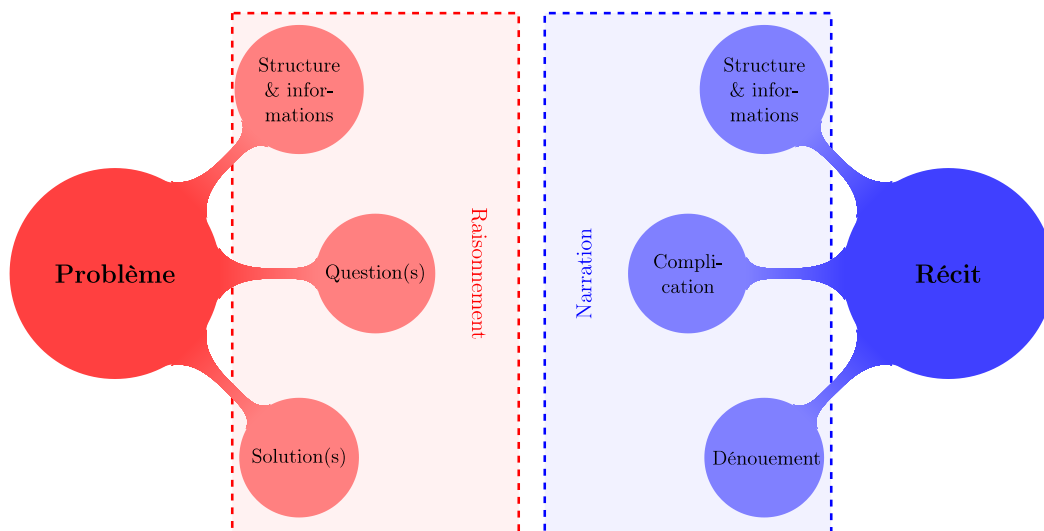 Structure
& infor-
mations
Problème
Question(s)
Solution(s)
Raisonnement
Narration
Structure
& infor-
mations
Compli-
cation
Récit
Dénouement